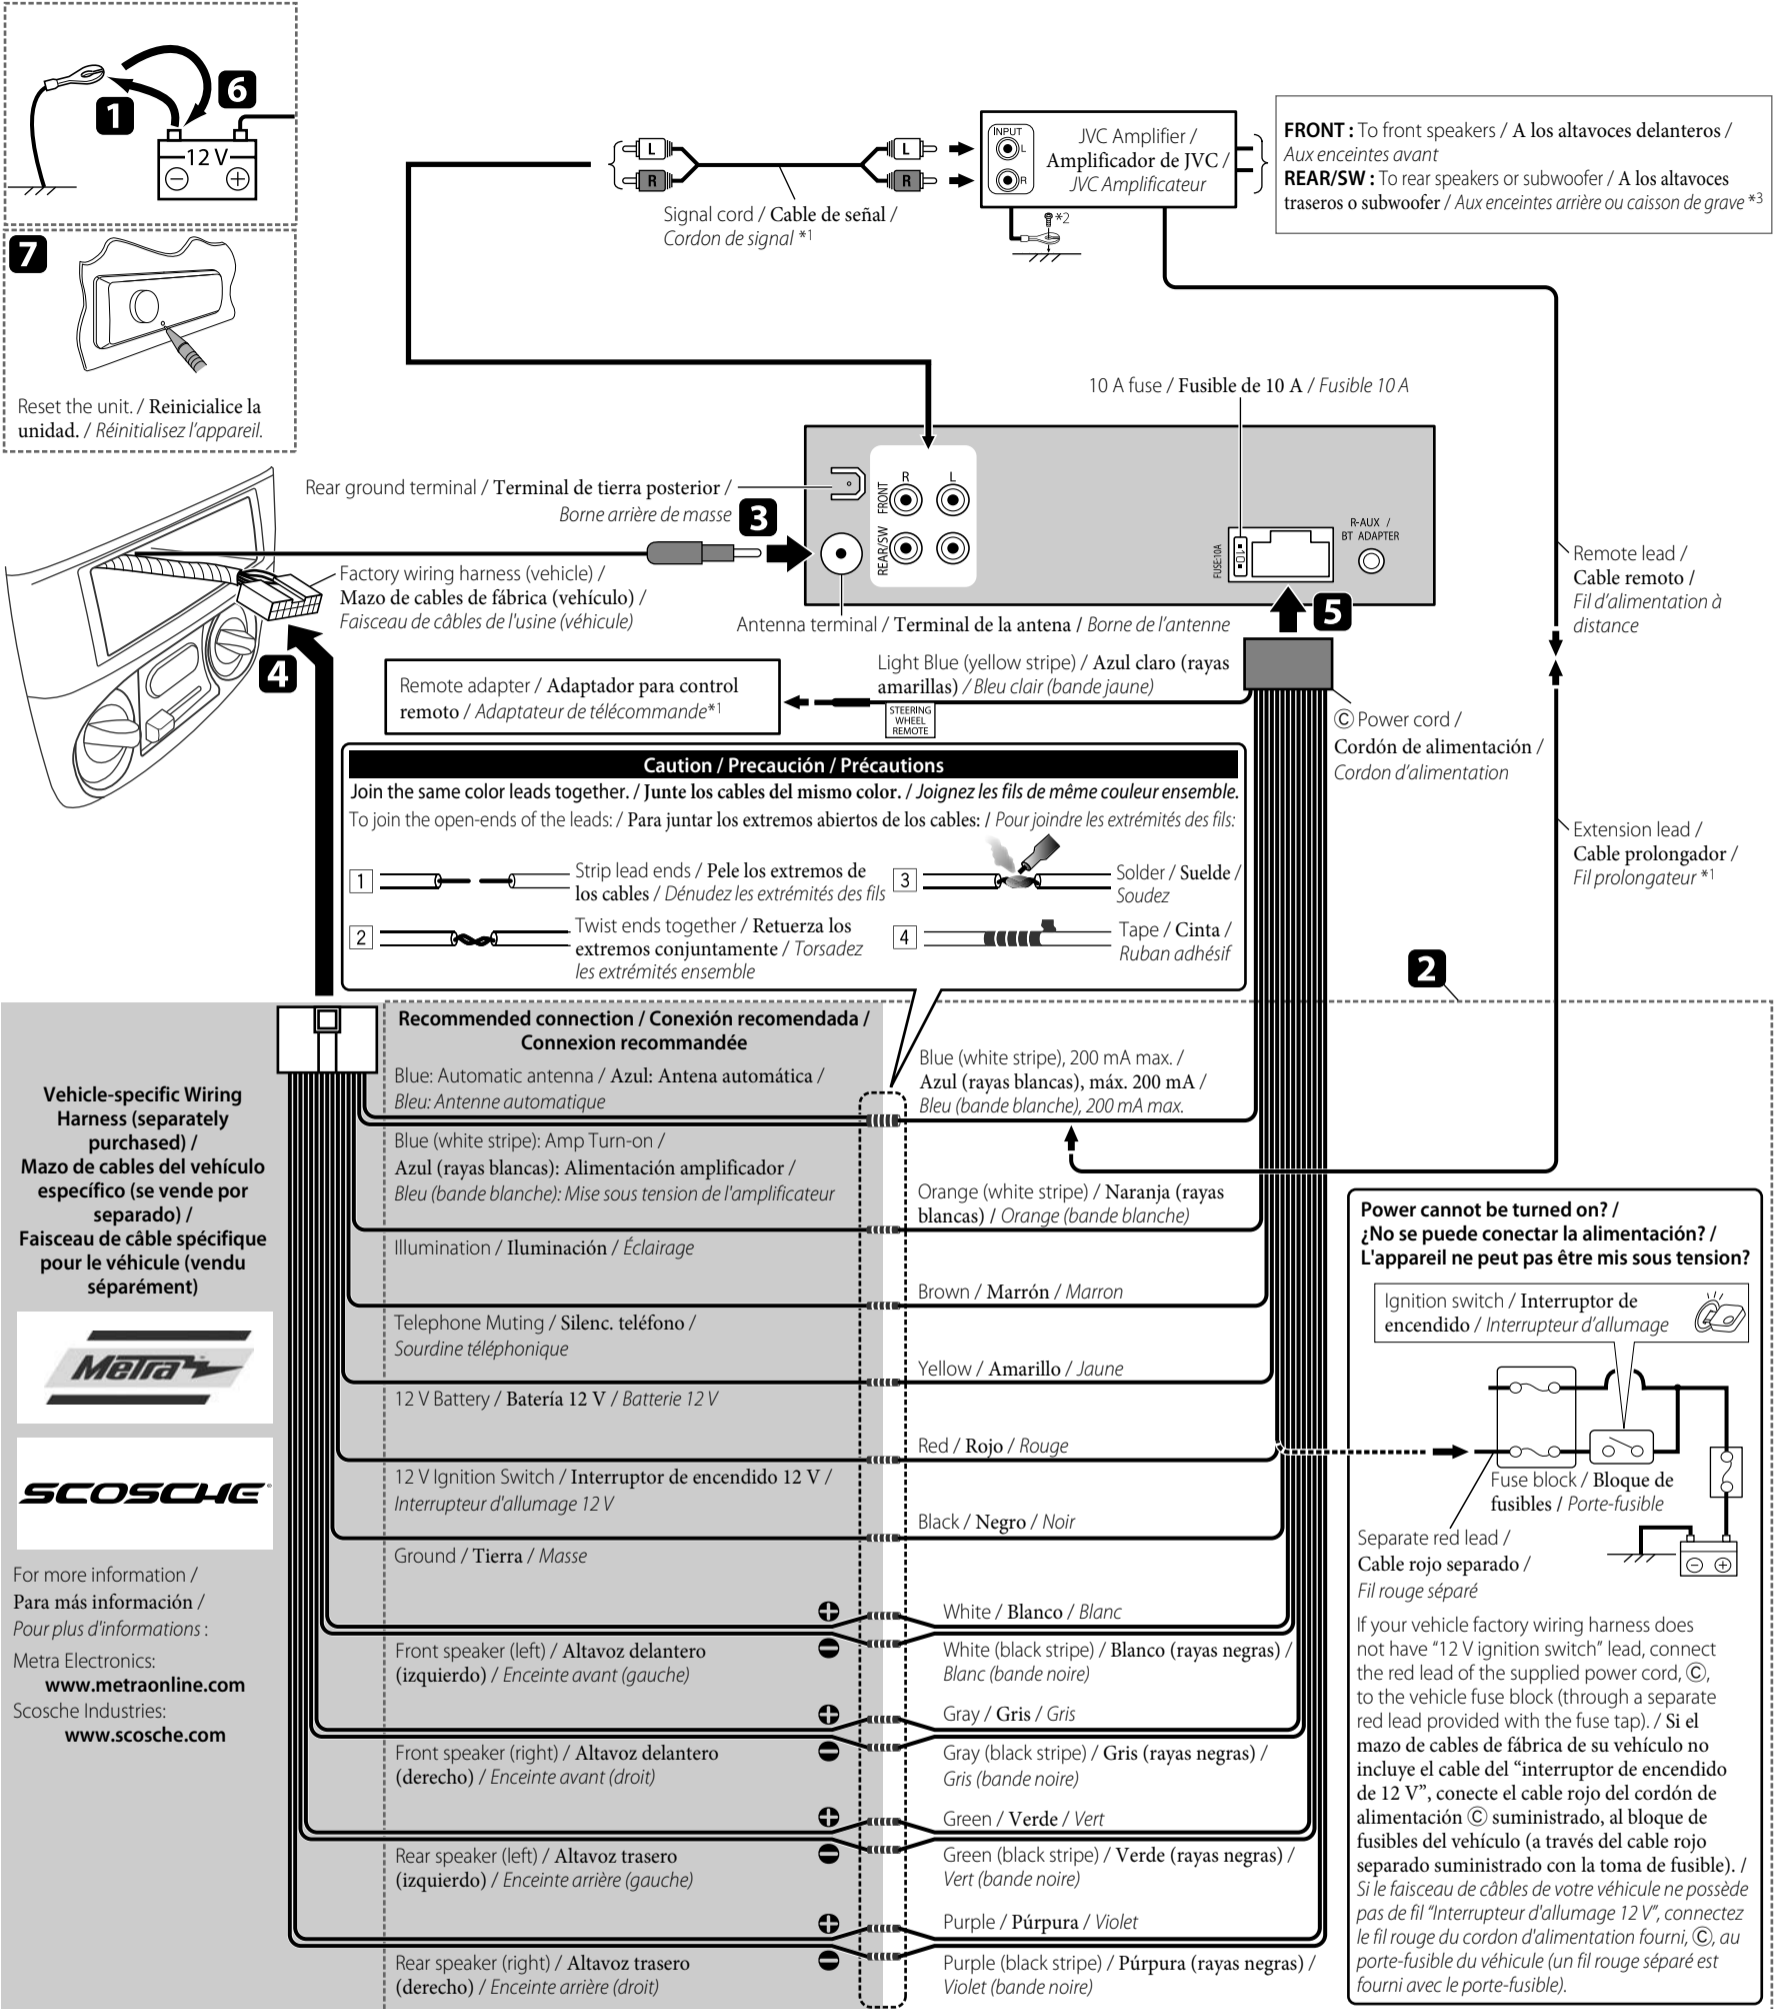 1
6
12 V
7
Reset the unit. / Reinicialice la
unidad. / Réinitialisez l'appareil.
L
R
L
R
Signal cord / Cable de señal /
Cordon de signal *1
INPUT
L
R
JVC Amplifier /
Amplificador de JVC /
JVC Amplificateur
*2
FRONT : To front speakers / A los altavoces delanteros /
Aux enceintes avant
REAR/SW : To rear speakers or subwoofer / A los altavoces
traseros o subwoofer / Aux enceintes arrière ou caisson de grave *3
10 A fuse / Fusible de 10 A / Fusible 10 A
Rear ground terminal / Terminal de tierra posterior /
Borne arrière de masse
3
R
L
FRONT
REAR/SW
FUSE:10A
10
R-AUX /
BT ADAPTER
Factory wiring harness (vehicle) /
Mazo de cables de fábrica (vehículo) /
Faisceau de câbles de l'usine (véhicule)
4
Antenna terminal / Terminal de la antena / Borne de l'antenne
5
Remote lead /
Cable remoto /
Fil d'alimentation à
distance
Remote adapter / Adaptador para control
remoto / Adaptateur de télécommande*1
Light Blue (yellow stripe) / Azul claro (rayas
amarillas) / Bleu clair (bande jaune)
STEERING
WHEEL
REMOTE
Ⓒ Power cord /
Cordón de alimentación /
Cordon d'alimentation
Caution / Precaución / Précautions
Join the same color leads together. / Junte los cables del mismo color. / Joignez les fils de même couleur ensemble.
To join the open-ends of the leads: / Para juntar los extremos abiertos de los cables: / Pour joindre les extrémités des fils:
1
Strip lead ends / Pele los extremos de
los cables / Dénudez les extrémités des fils
2
Twist ends together / Retuerza los
extremos conjuntamente / Torsadez
les extrémités ensemble
3
Solder / Suelde /
Soudez
4
Tape / Cinta /
Ruban adhésif
Extension lead /
Cable prolongador /
Fil prolongateur *1
2
Vehicle-specific Wiring
Harness (separately
purchased) /
Mazo de cables del vehículo
específico (se vende por
separado) /
Faisceau de câble spécifique
pour le véhicule (vendu
séparément)
Metra
SCOSCHE
For more information /
Para más información /
Pour plus d'informations :
Metra Electronics:
www.metraonline.com
Scosche Industries:
www.scosche.com
Recommended connection / Conexión recomendada /
Connexion recommandée
Blue: Automatic antenna / Azul: Antena automática /
Bleu: Antenne automatique
Blue (white stripe): Amp Turn-on /
Azul (rayas blancas): Alimentación amplificador /
Bleu (bande blanche): Mise sous tension de l'amplificateur
Illumination / Iluminación / Éclairage
Telephone Muting / Silenc. teléfono /
Sourdine téléphonique
12 V Battery / Batería 12 V / Batterie 12 V
12 V Ignition Switch / Interruptor de encendido 12 V /
Interrupteur d'allumage 12 V
Ground / Tierra / Masse
Front speaker (left) / Altavoz delantero
(izquierdo) / Enceinte avant (gauche)
Front speaker (right) / Altavoz delantero
(derecho) / Enceinte avant (droit)
Rear speaker (left) / Altavoz trasero
(izquierdo) / Enceinte arrière (gauche)
Rear speaker (right) / Altavoz trasero
(derecho) / Enceinte arrière (droit)
Blue (white stripe), 200 mA max. /
Azul (rayas blancas), máx. 200 mA /
Bleu (bande blanche), 200 mA max.
Orange (white stripe) / Naranja (rayas
blancas) / Orange (bande blanche)
Brown / Marrón / Marron
Yellow / Amarillo / Jaune
Red / Rojo / Rouge
Black / Negro / Noir
White / Blanco / Blanc
White (black stripe) / Blanco (rayas negras) /
Blanc (bande noire)
Gray / Gris / Gris
Gray (black stripe) / Gris (rayas negras) /
Gris (bande noire)
Green / Verde / Vert
Green (black stripe) / Verde (rayas negras) /
Vert (bande noire)
Purple / Púrpura / Violet
Purple (black stripe) / Púrpura (rayas negras) /
Violet (bande noire)
Power cannot be turned on? /
¿No se puede conectar la alimentación? /
L'appareil ne peut pas être mis sous tension?
Ignition switch / Interruptor de
encendido / Interrupteur d'allumage
Fuse block / Bloque de
fusibles / Porte-fusible
Separate red lead /
Cable rojo separado /
Fil rouge séparé
If your vehicle factory wiring harness does
not have “12 V ignition switch” lead, connect
the red lead of the supplied power cord, Ⓒ,
to the vehicle fuse block (through a separate
red lead provided with the fuse tap). / Si el
mazo de cables de fábrica de su vehículo no
incluye el cable del “interruptor de encendido
de 12 V”, conecte el cable rojo del cordón de
alimentación Ⓒ suministrado, al bloque de
fusibles del vehículo (a través del cable rojo
separado suministrado con la toma de fusible). /
Si le faisceau de câbles de votre véhicule ne possède
pas de fil “Interrupteur d'allumage 12 V”, connectez
le fil rouge du cordon d'alimentation fourni, Ⓒ, au
porte-fusible du véhicule (un fil rouge séparé est
fourni avec le porte-fusible).